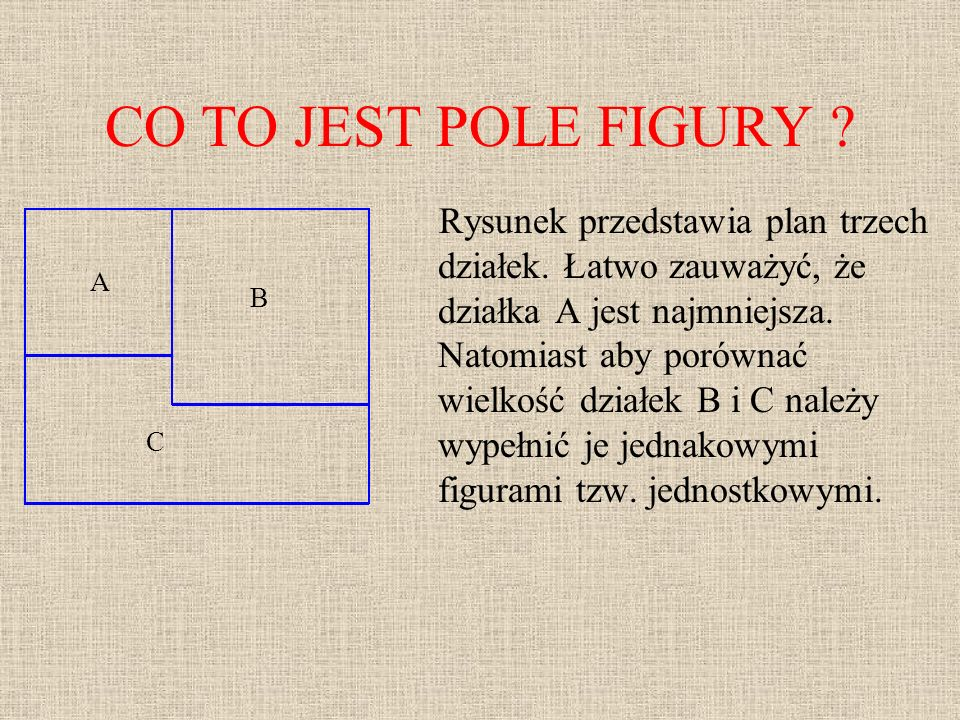 CO TO JEST POLE FIGURY ?
A
B
C
Rysunek przedstawia plan trzech
działek. Łatwo zauważyć, że
działka A jest najmniejsza.
Natomiast aby porównać
wielkość działek B i C należy
wypełnić je jednakowymi
figurami tzw. jednostkowymi.